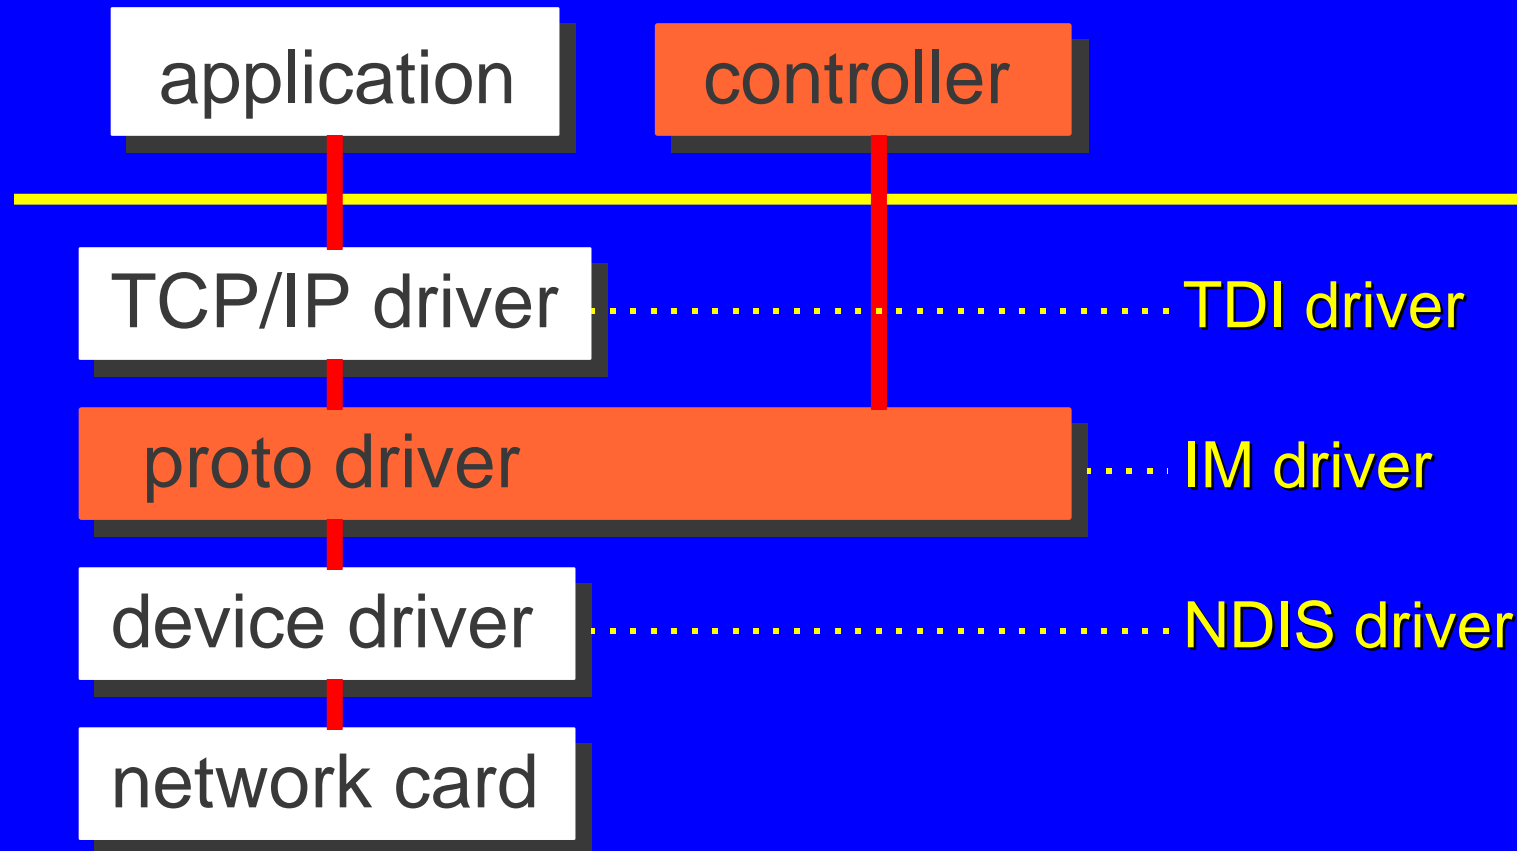 application
controller
TCP/IP driver
TDI driver
proto driver
IM driver
device driver
NDIS driver
network card